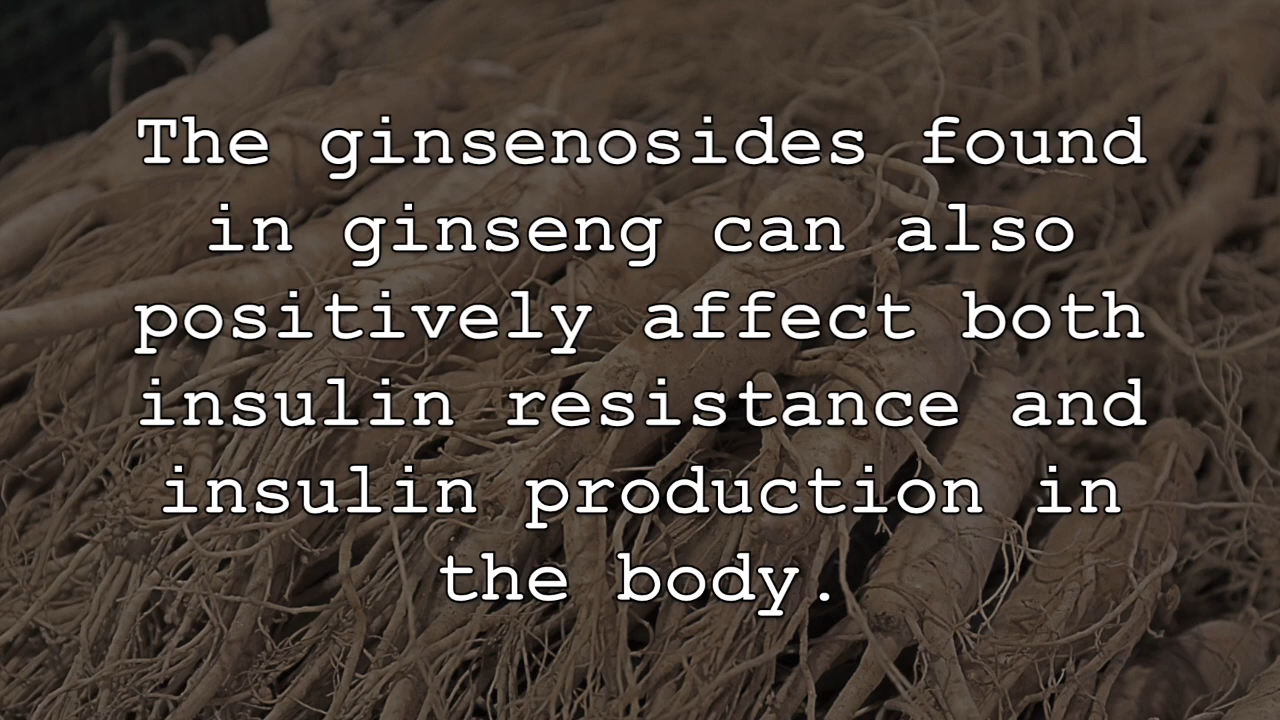 The ginsenosides found
in ginseng can also
positively affect both
insulin resistance and
insulin production in
the body.